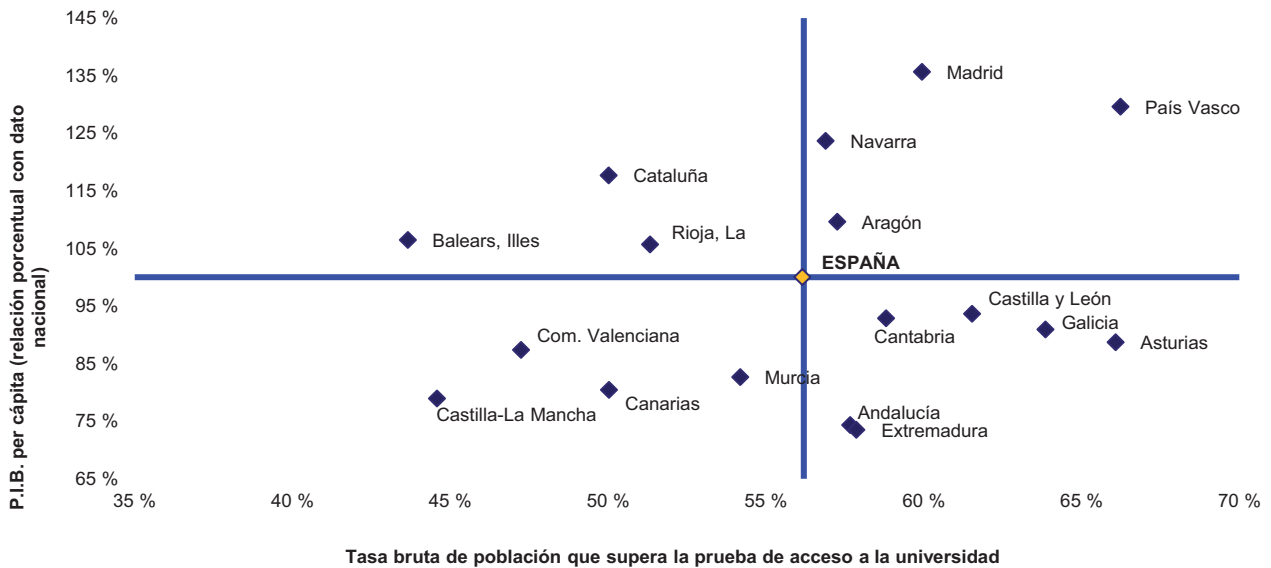 145 %
135 %
125 %
115 %
105 %
95 %
85 %
75 %
65 %
P.I.B. per cápita (relación porcentual con dato
nacional)
Madrid
País Vasco
Navarra
Cataluña
Aragón
Rioja, La
Balears, Illes
ESPAÑA
Castilla y León
Galicia
Cantabria
Asturias
Com. Valenciana
Murcia
Canarias
Castilla-La Mancha
Andalucía
Extremadura
35 % 40 % 45 % 50 % 55 % 60 % 65 % 70 %
Tasa bruta de población que supera la prueba de acceso a la universidad